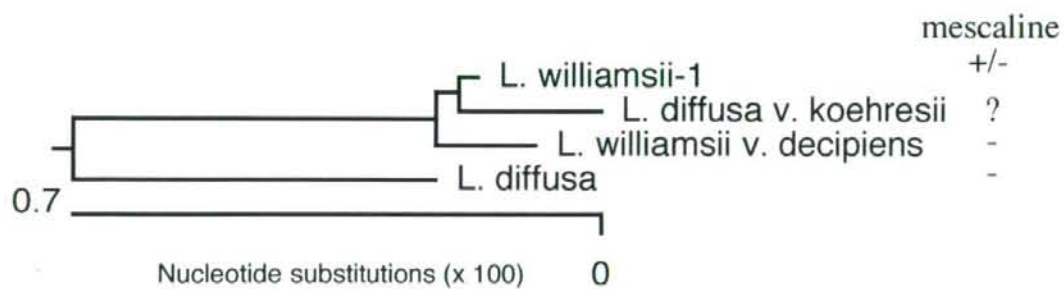 mescaline
+/-
L. williamsii-1
L. diffusa v. koehresii ?
L. williamsii v. decipiens -
L. diffusa -
0.7
Nucleotide substitutions (x 100) 0